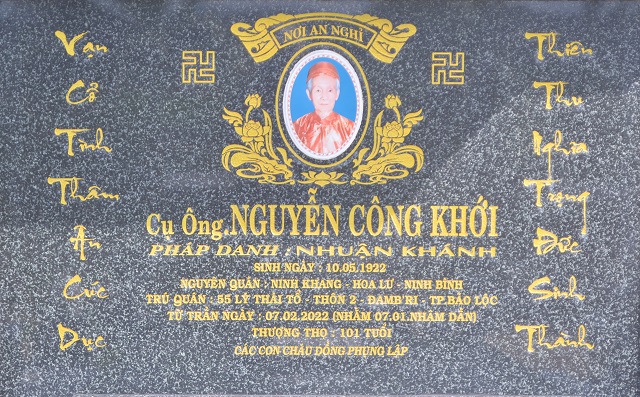 Vạn
Cổ
Tình
Thâm
Ân
Cúc
Dục
NƠI AN NGHỈ
Cụ Ông.NGUYỄN CÔNG KHỚI
PHÁP DANH : NHUẬN KHÁNH
SINH NGÀY : 10.05.1922
NGUYÊN QUÁN : NINH KHANG - HOA LƯ - NINH BÌNH
TRÚ QUÁN : 55 LÝ THÁI TỔ - THÔN 2 - ĐAMB'RI - TP.BẢO LỘC
TỪ TRẦN NGÀY : 07.02.2022 (NHẰM 07.01.NHÂM DẦN)
THƯỢNG THỌ : 101 TUỔI
CÁC CON CHÁU ĐỒNG PHỤNG LẬP
Thiên
Thu
Nghĩa
Trọng
Đức
Sinh
Thành